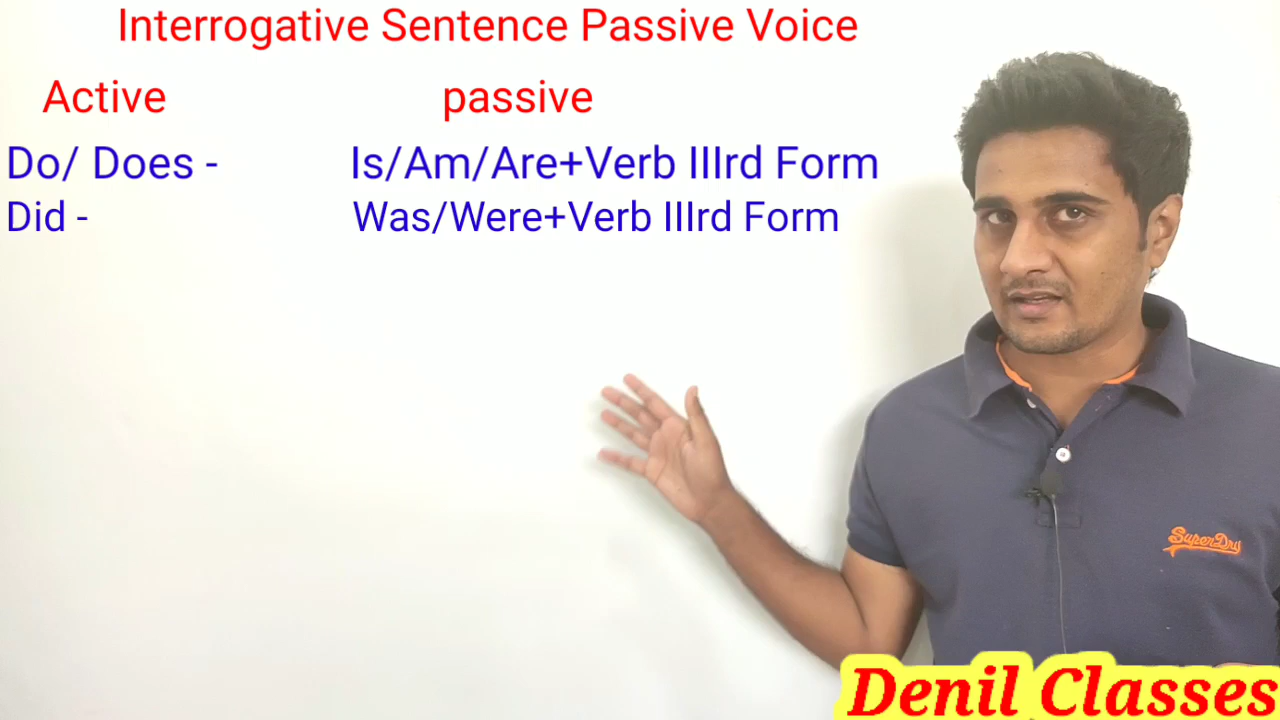 Interrogative Sentence Passive Voice
Active passive
Do/ Does - Is/Am/Are+Verb IIIrd Form
Did - Was/Were+Verb IIIrd Form
SuperDry
Denil Classes